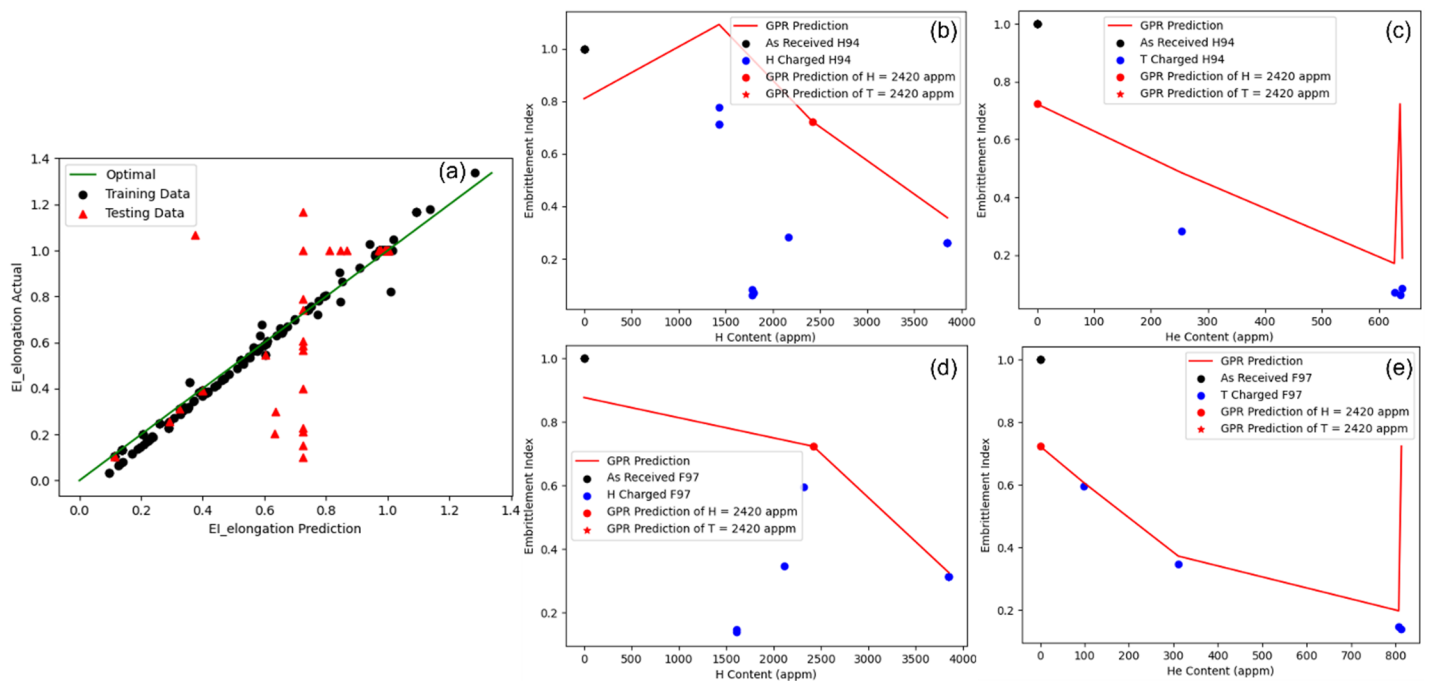 (a)
Optimal
Training Data
Testing Data
EI_elongation Actual
1.4
1.2
1.0
0.8
0.6
0.4
0.2
0.0
0.0 0.2 0.4 0.6 0.8 1.0 1.2 1.4
EI_elongation Prediction
(b)
GPR Prediction
As Received H94
H Charged H94
GPR Prediction of H = 2420 appm
GPR Prediction of T = 2420 appm
Embrittlement Index
1.0
0.8
0.6
0.4
0.2
0 500 1000 1500 2000 2500 3000 3500 4000
H Content (appm)
(c)
GPR Prediction
As Received H94
T Charged H94
GPR Prediction of H = 2420 appm
GPR Prediction of T = 2420 appm
Embrittlement Index
1.0
0.8
0.6
0.4
0.2
0 100 200 300 400 500 600
He Content (appm)
(d)
GPR Prediction
As Received F97
H Charged F97
GPR Prediction of H = 2420 appm
GPR Prediction of T = 2420 appm
Embrittlement Index
1.0
0.8
0.6
0.4
0.2
0 500 1000 1500 2000 2500 3000 3500 4000
H Content (appm)
(e)
GPR Prediction
As Received F97
T Charged F97
GPR Prediction of H = 2420 appm
GPR Prediction of T = 2420 appm
Embrittlement Index
1.0
0.8
0.6
0.4
0.2
0 100 200 300 400 500 600 700 800
He Content (appm)